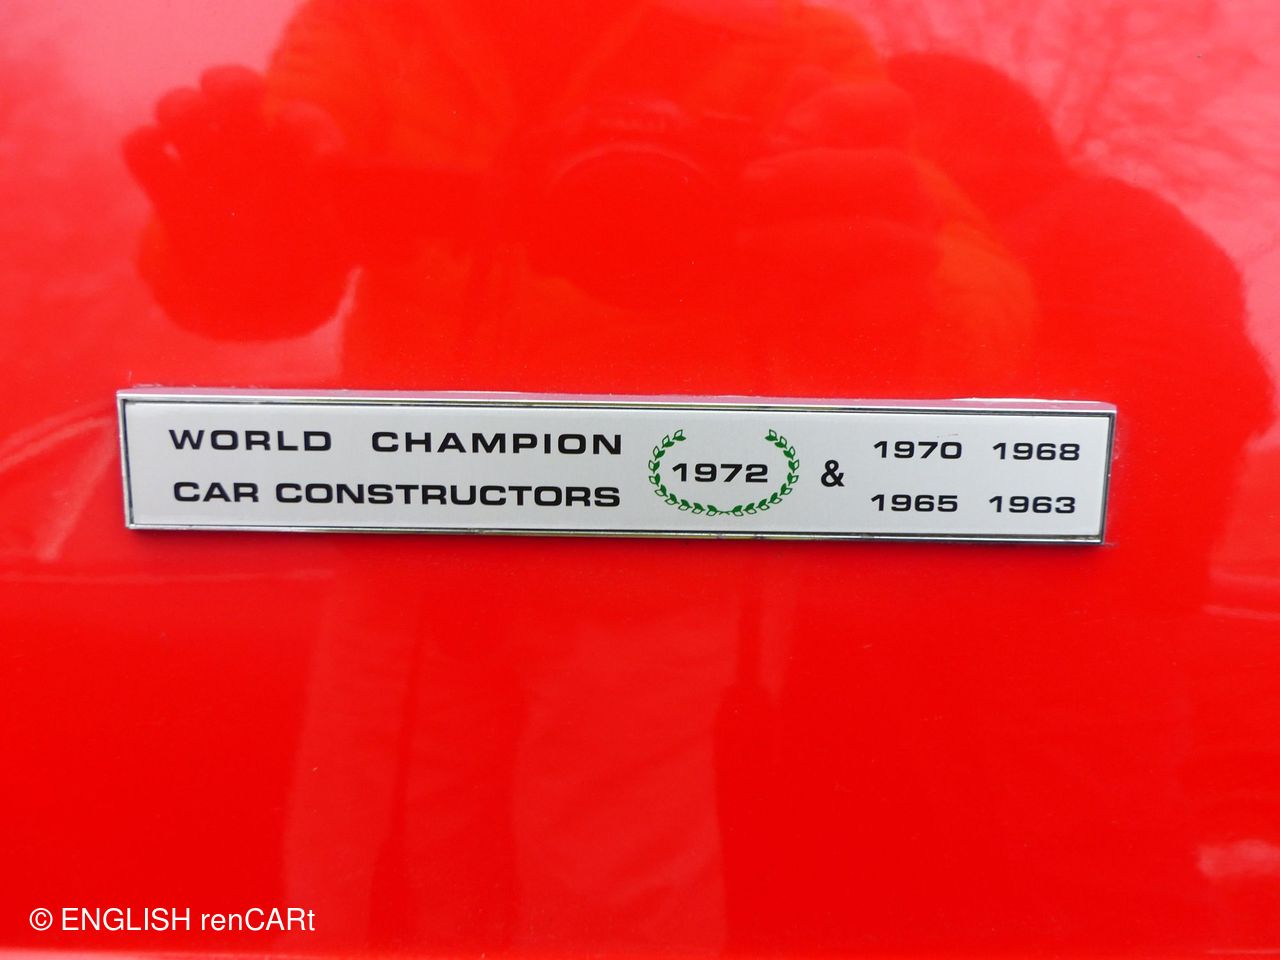 WORLD CHAMPION
CAR CONSTRUCTORS
1972
&
1970 1968
1965 1963
© ENGLISH renCARt